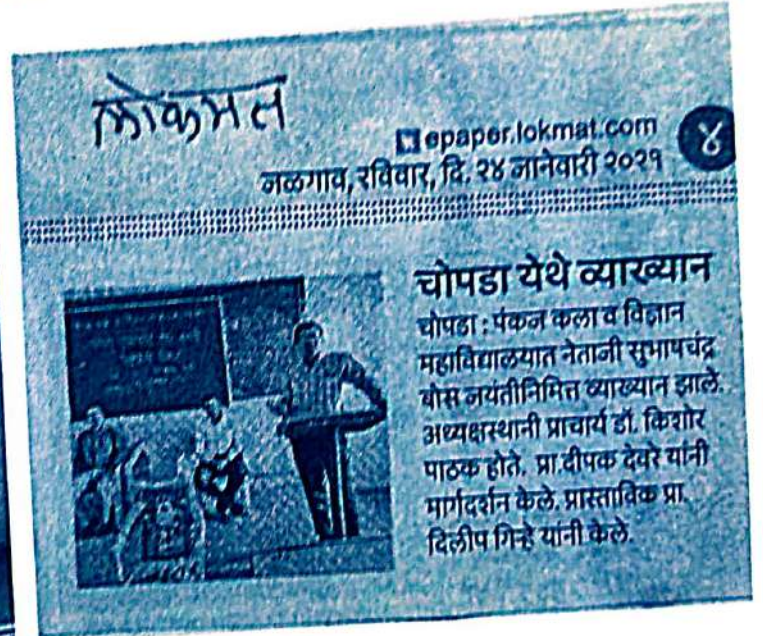 लोकमत
epaper.lokmat.com
४
जळगाव, रविवार, दि. २४ जानेवारी २०२१
चोपडा येथे व्याख्यान
चोपडा : पंकज कला व विज्ञान
महाविद्यालयात नेताजी सुभाषचंद्र
बोस जयंतीनिमित्त व्याख्यान झाले.
अध्यक्षस्थानी प्राचार्य डॉ. किशोर
पाठक होते. प्रा.दीपक देवरे यांनी
मार्गदर्शन केले. प्रास्ताविक प्रा.
दिलीप गिऱ्हे यांनी केले.